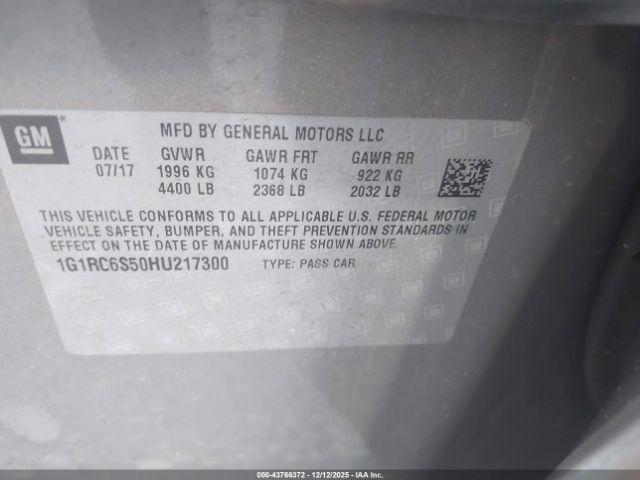 GM
MFD BY GENERAL MOTORS LLC
DATE GVWR GAWR FRT GAWR RR
07/17 1996 KG 1074 KG 922 KG
4400 LB 2368 LB 2032 LB
THIS VEHICLE CONFORMS TO ALL APPLICABLE U.S. FEDERAL MOTOR
VEHICLE SAFETY, BUMPER, AND THEFT PREVENTION STANDARDS IN
EFFECT ON THE DATE OF MANUFACTURE SHOWN ABOVE.
1G1RC6S50HU217300 TYPE: PASS CAR
000-43766372 - 12/12/2025 - IAA Inc.